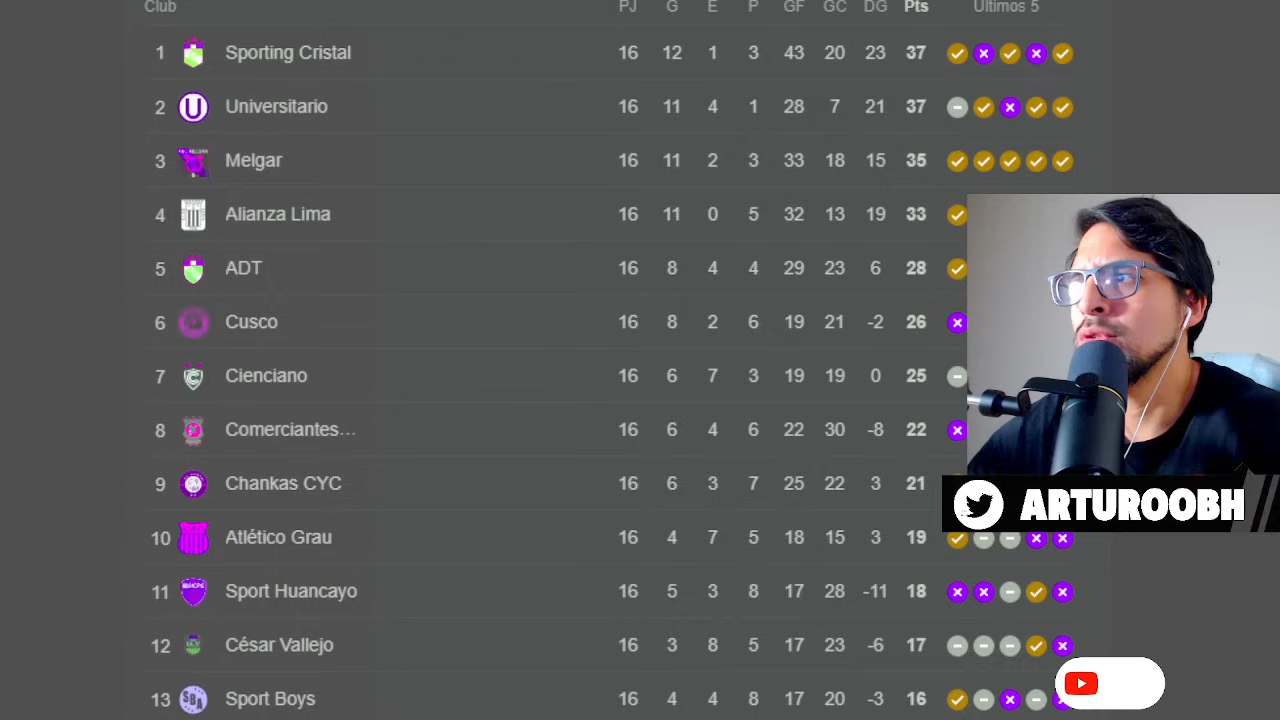 Club PJ G E P GF GC DG Pts Últimos 5
1 Sporting Cristal 16 12 1 3 43 20 23 37
2 U Universitario 16 11 4 1 28 7 21 37
3 Melgar 16 11 2 3 33 18 15 35
4 Alianza Lima 16 11 0 5 32 13 19 33
5 ADT 16 8 4 4 29 23 6 28
6 Cusco 16 8 2 6 19 21 -2 26
7 Cienciano 16 6 7 3 19 19 0 25
8 Comerciantes... 16 6 4 6 22 30 -8 22
9 Chankas CYC 16 6 3 7 25 22 3 21
ARTUROOBH
10 Atlético Grau 16 4 7 5 18 15 3 19
11 Sport Huancayo 16 5 3 8 17 28 -11 18
12 César Vallejo 16 3 8 5 17 23 -6 17
13 SBA Sport Boys 16 4 4 8 17 20 -3 16